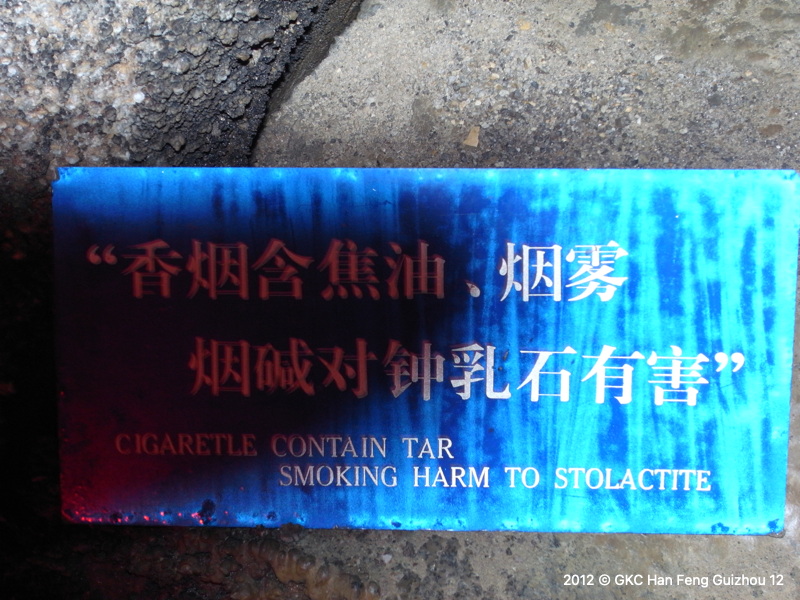 “香烟含焦油、烟雾
烟碱对钟乳石有害”
CIGARETLE CONTAIN TAR
SMOKING HARM TO STOLACTITE
2012 © GKC Han Feng Guizhou 12